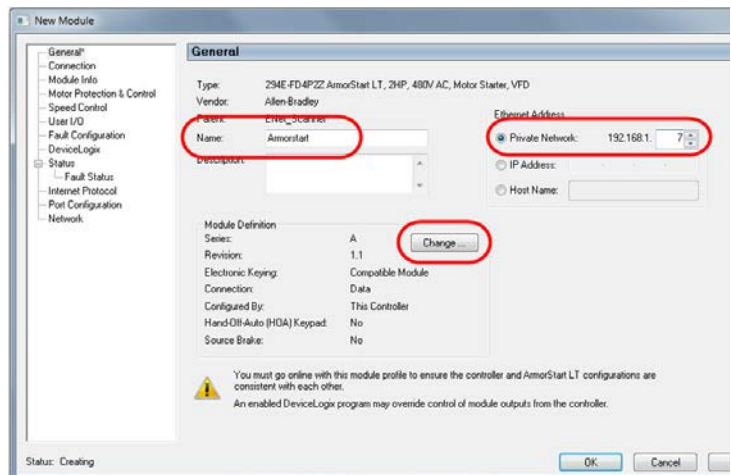 New Module
General*
Connection
Module Info
Motor Protection & Control
Speed Control
User I/O
Fault Configuration
DeviceLogix
Status
Fault Status
Internet Protocol
Port Configuration
Network
General
Type: 294E-FD4P2Z ArmorStart LT, 2HP, 480V AC, Motor Starter, VFD
Vendor: Allen-Bradley
Parent: ENet_Scanner
Name: Armorstart
Description:
Ethernet Address
Private Network: 192.168.1. 7
IP Address:
Host Name:
Module Definition
Series: A
Change ...
Revision: 1.1
Electronic Keying: Compatible Module
Connection: Data
Configured By: This Controller
Hand-Off-Auto (HOA) Keypad: No
Source Brake: No
You must go online with this module profile to ensure the controller and ArmorStart LT configurations are
consistent with each other.
An enabled DeviceLogix program may override control of module outputs from the controller.
Status: Creating
OK
Cancel